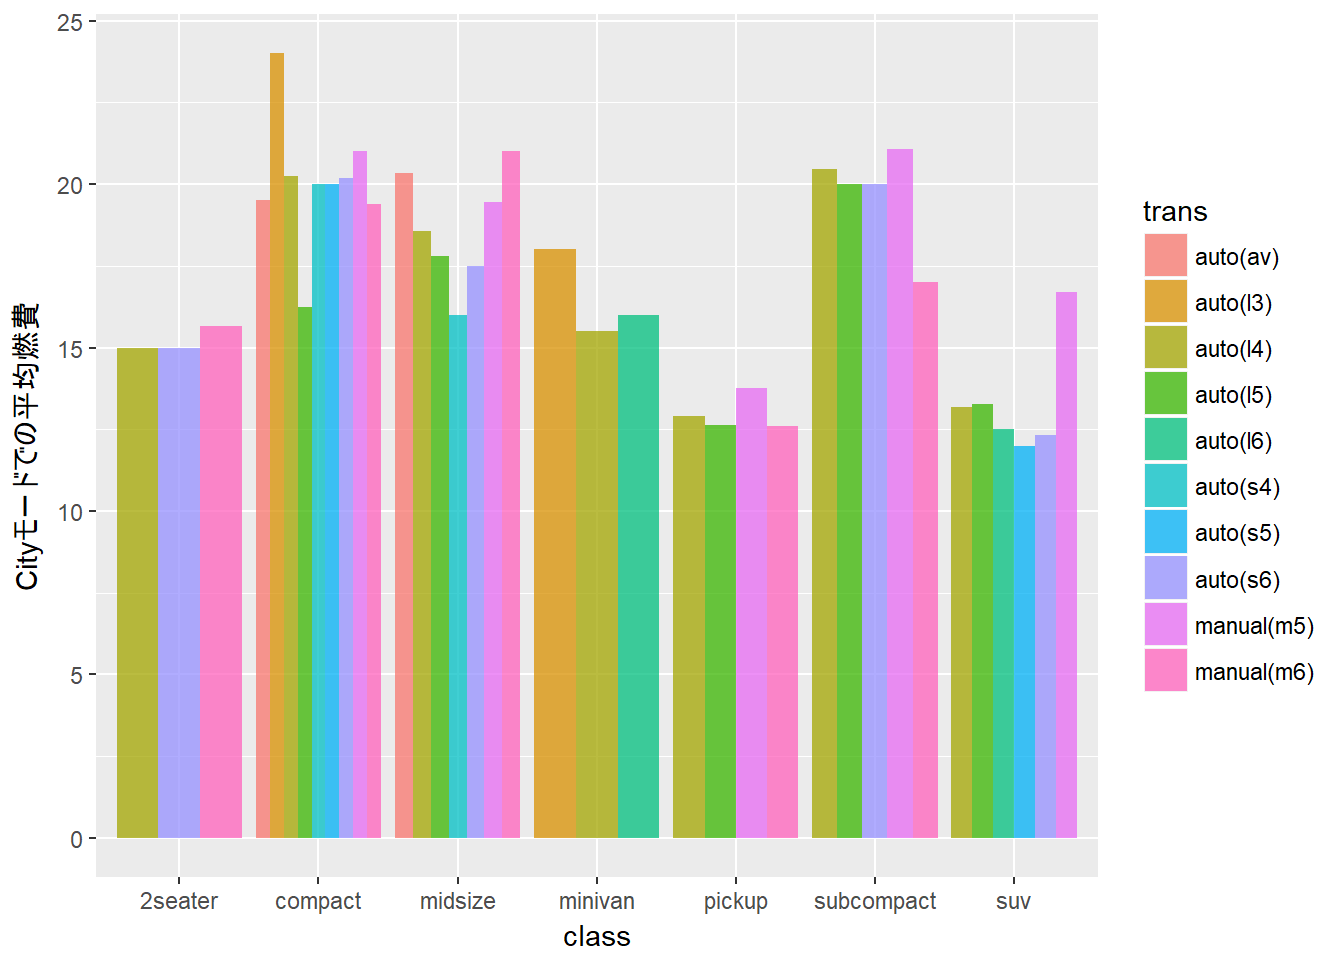 Cityモードでの平均燃費
25
20
15
10
5
0
2seater
compact
midsize
minivan
pickup
subcompact
suv
class
trans
auto(av)
auto(l3)
auto(l4)
auto(l5)
auto(l6)
auto(s4)
auto(s5)
auto(s6)
manual(m5)
manual(m6)